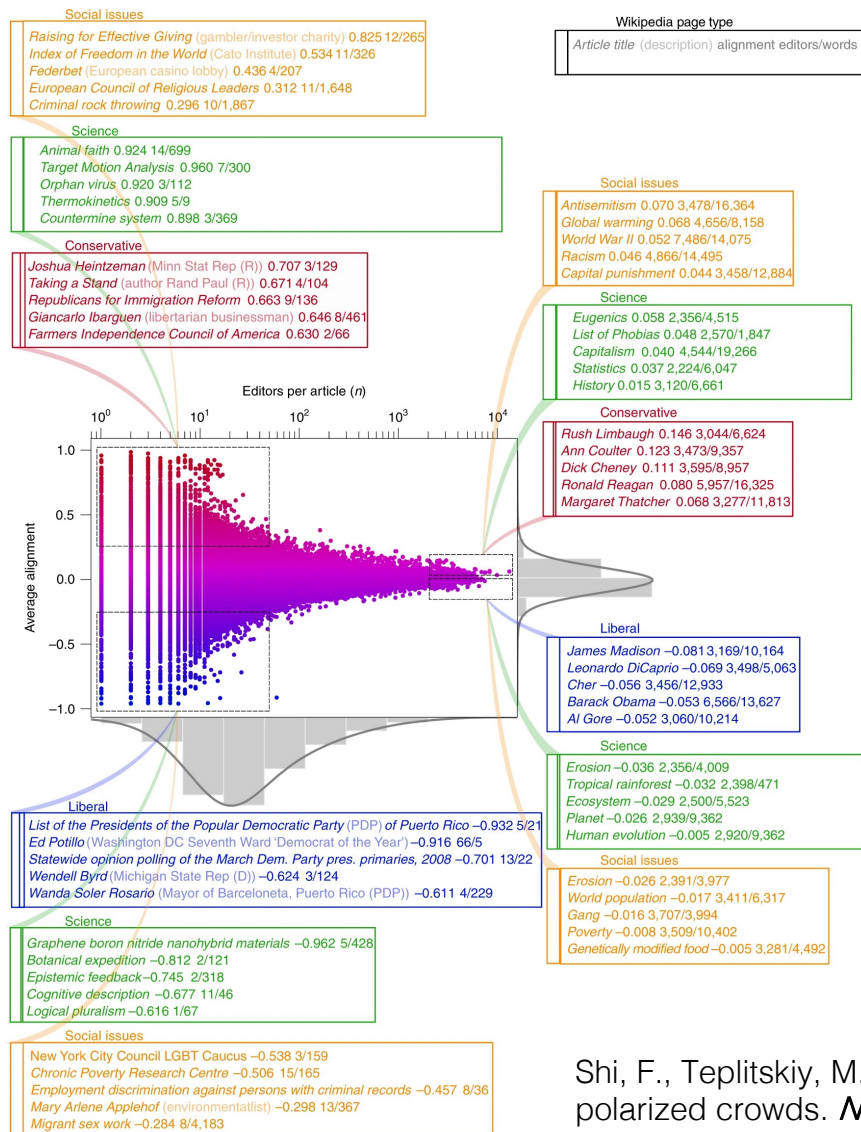 Social issues
Raising for Effective Giving (gambler/investor charity) 0.825 12/265
Index of Freedom in the World (Cato Institute) 0.534 11/326
Federbet (European casino lobby) 0.436 4/207
European Council of Religious Leaders 0.312 11/1,648
Criminal rock throwing 0.296 10/1,867
Wikipedia page type
Article title (description) alignment editors/words
Science
Animal faith 0.924 14/699
Target Motion Analysis 0.960 7/300
Orphan virus 0.920 3/112
Thermokinetics 0.909 5/9
Countermine system 0.898 3/369
Conservative
Joshua Heintzeman (Minn Stat Rep (R)) 0.707 3/129
Taking a Stand (author Rand Paul (R)) 0.671 4/104
Republicans for Immigration Reform 0.663 9/136
Giancarlo Ibarguen (libertarian businessman) 0.646 8/461
Farmers Independence Council of America 0.630 2/66
Social issues
Antisemitism 0.070 3,478/16,364
Global warming 0.068 4,656/8,158
World War II 0.052 7,486/14,075
Racism 0.046 4,866/14,495
Capital punishment 0.044 3,458/12,884
Science
Eugenics 0.058 2,356/4,515
List of Phobias 0.048 2,570/1,847
Capitalism 0.040 4,544/19,266
Statistics 0.037 2,224/6,047
History 0.015 3,120/6,661
Conservative
Rush Limbaugh 0.146 3,044/6,624
Ann Coulter 0.123 3,473/9,357
Dick Cheney 0.111 3,595/8,957
Ronald Reagan 0.080 5,957/16,325
Margaret Thatcher 0.068 3,277/11,813
Editors per article (n)
10⁰ 10¹ 10² 10³ 10⁴
Average alignment
1.0
0.5
0.0
−0.5
−1.0
Liberal
James Madison −0.081 3,169/10,164
Leonardo DiCaprio −0.069 3,498/5,063
Cher −0.056 3,456/12,933
Barack Obama −0.053 6,566/13,627
Al Gore −0.052 3,060/10,214
Science
Erosion −0.036 2,356/4,009
Tropical rainforest −0.032 2,398/471
Ecosystem −0.029 2,500/5,523
Planet −0.026 2,939/9,362
Human evolution −0.005 2,920/9,362
Social issues
Erosion −0.026 2,391/3,977
World population −0.017 3,411/6,317
Gang −0.016 3,707/3,994
Poverty −0.008 3,509/10,402
Genetically modified food −0.005 3,281/4,492
Liberal
List of the Presidents of the Popular Democratic Party (PDP) of Puerto Rico −0.932 5/21
Ed Potillo (Washington DC Seventh Ward ‘Democrat of the Year’) −0.916 66/5
Statewide opinion polling of the March Dem. Party pres. primaries, 2008 −0.701 13/22
Wendell Byrd (Michigan State Rep (D)) −0.624 3/124
Wanda Soler Rosario (Mayor of Barceloneta, Puerto Rico (PDP)) −0.611 4/229
Science
Graphene boron nitride nanohybrid materials −0.962 5/428
Botanical expedition −0.812 2/121
Epistemic feedback −0.745 2/318
Cognitive description −0.677 11/46
Logical pluralism −0.616 1/67
Social issues
New York City Council LGBT Caucus −0.538 3/159
Chronic Poverty Research Centre −0.506 15/165
Employment discrimination against persons with criminal records −0.457 8/36
Mary Arlene Applehof (environmentatlist) −0.298 13/367
Migrant sex work −0.284 8/4,183
Shi, F., Teplitskiy, M.
polarized crowds. N